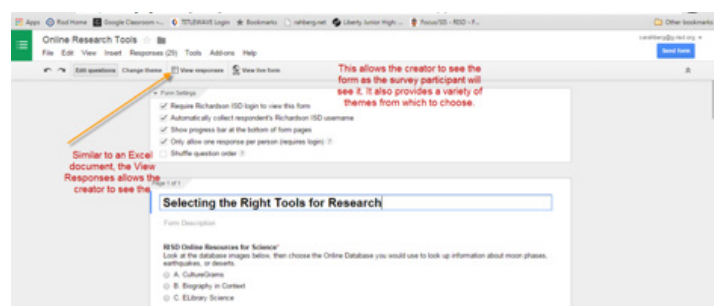 Apps Rod Home Google Classroom -... TITLEWAVE Login Bookmarks rahberg.net Liberty Junior High -... Focus/SIS - RISD - F... Other bookmarks
Online Research Tools
File Edit View Insert Responses (25) Tools Add-ons Help
Send form
Edit questions Change theme View responses View live form
This allows the creator to see the
form as the survey participant will
see it. It also provides a variety of
themes from which to choose.
Form Settings
Require Richardson ISD login to view this form
Automatically collect respondent's Richardson ISD username
Show progress bar at the bottom of form pages
Only allow one response per person (requires login)
Shuffle question order
Similar to an Excel
document, the View
Responses allows the
creator to see the
Page 1 of 1
Selecting the Right Tools for Research
Form Description
RISD Online Resources for Science*
Look at the database images below, then choose the Online Database you would use to look up information about moon phases,
earthquakes, or deserts.
A. CultureGrams
B. Biography in Context
C. ELibrary Science